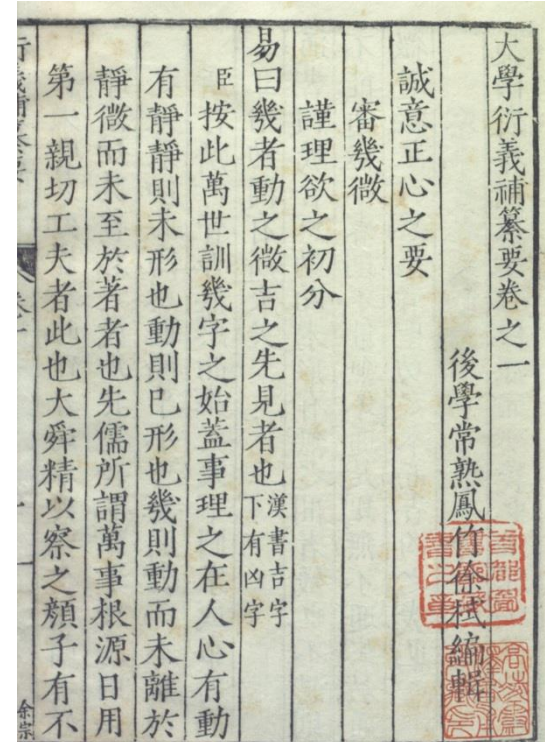 大學衍義補纂要卷之一
後學常熟鳳竹徐栻編輯
誠意正心之要
審幾微
謹理欲之初分
易曰幾者動之微吉之先見者也漢書吉字下有凶字
臣按此萬世訓幾字之始蓋事理之在人心有動
有靜靜則未形也動則已形也幾則動而未離於
靜微而未至於著者也先儒所謂萬事根源日用
第一親切工夫者此也大舜精以察之顏子有不